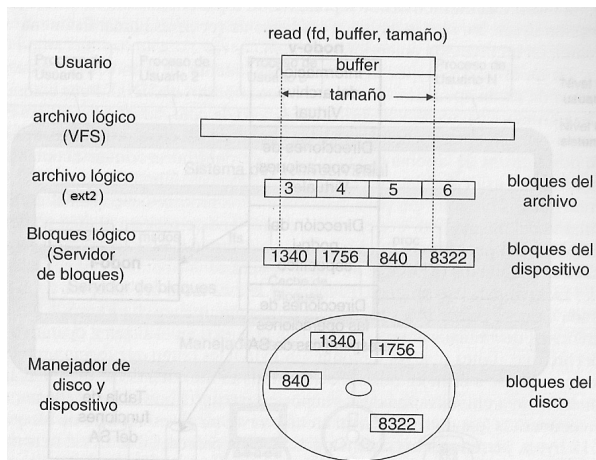 read (fd, buffer, tamaño)
Usuario
buffer
tamaño
archivo lógico
(VFS)
archivo lógico
( ext2 )
3 4 5 6
bloques del
archivo
Bloques lógico
(Servidor
de bloques)
1340 1756 840 8322
bloques del
dispositivo
Manejador de
disco y
dispositivo
1340
1756
840
8322
bloques del
disco